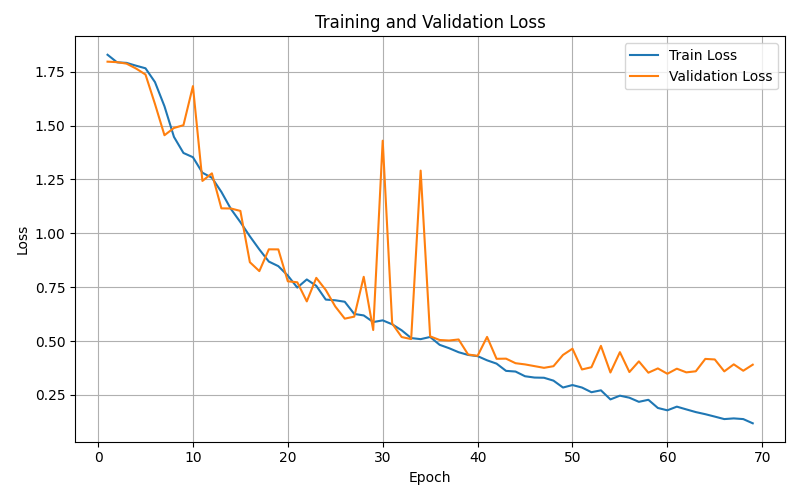 Training and Validation Loss
Train Loss
Validation Loss
1.75
1.50
1.25
1.00
0.75
0.50
0.25
Loss
0 10 20 30 40 50 60 70
Epoch